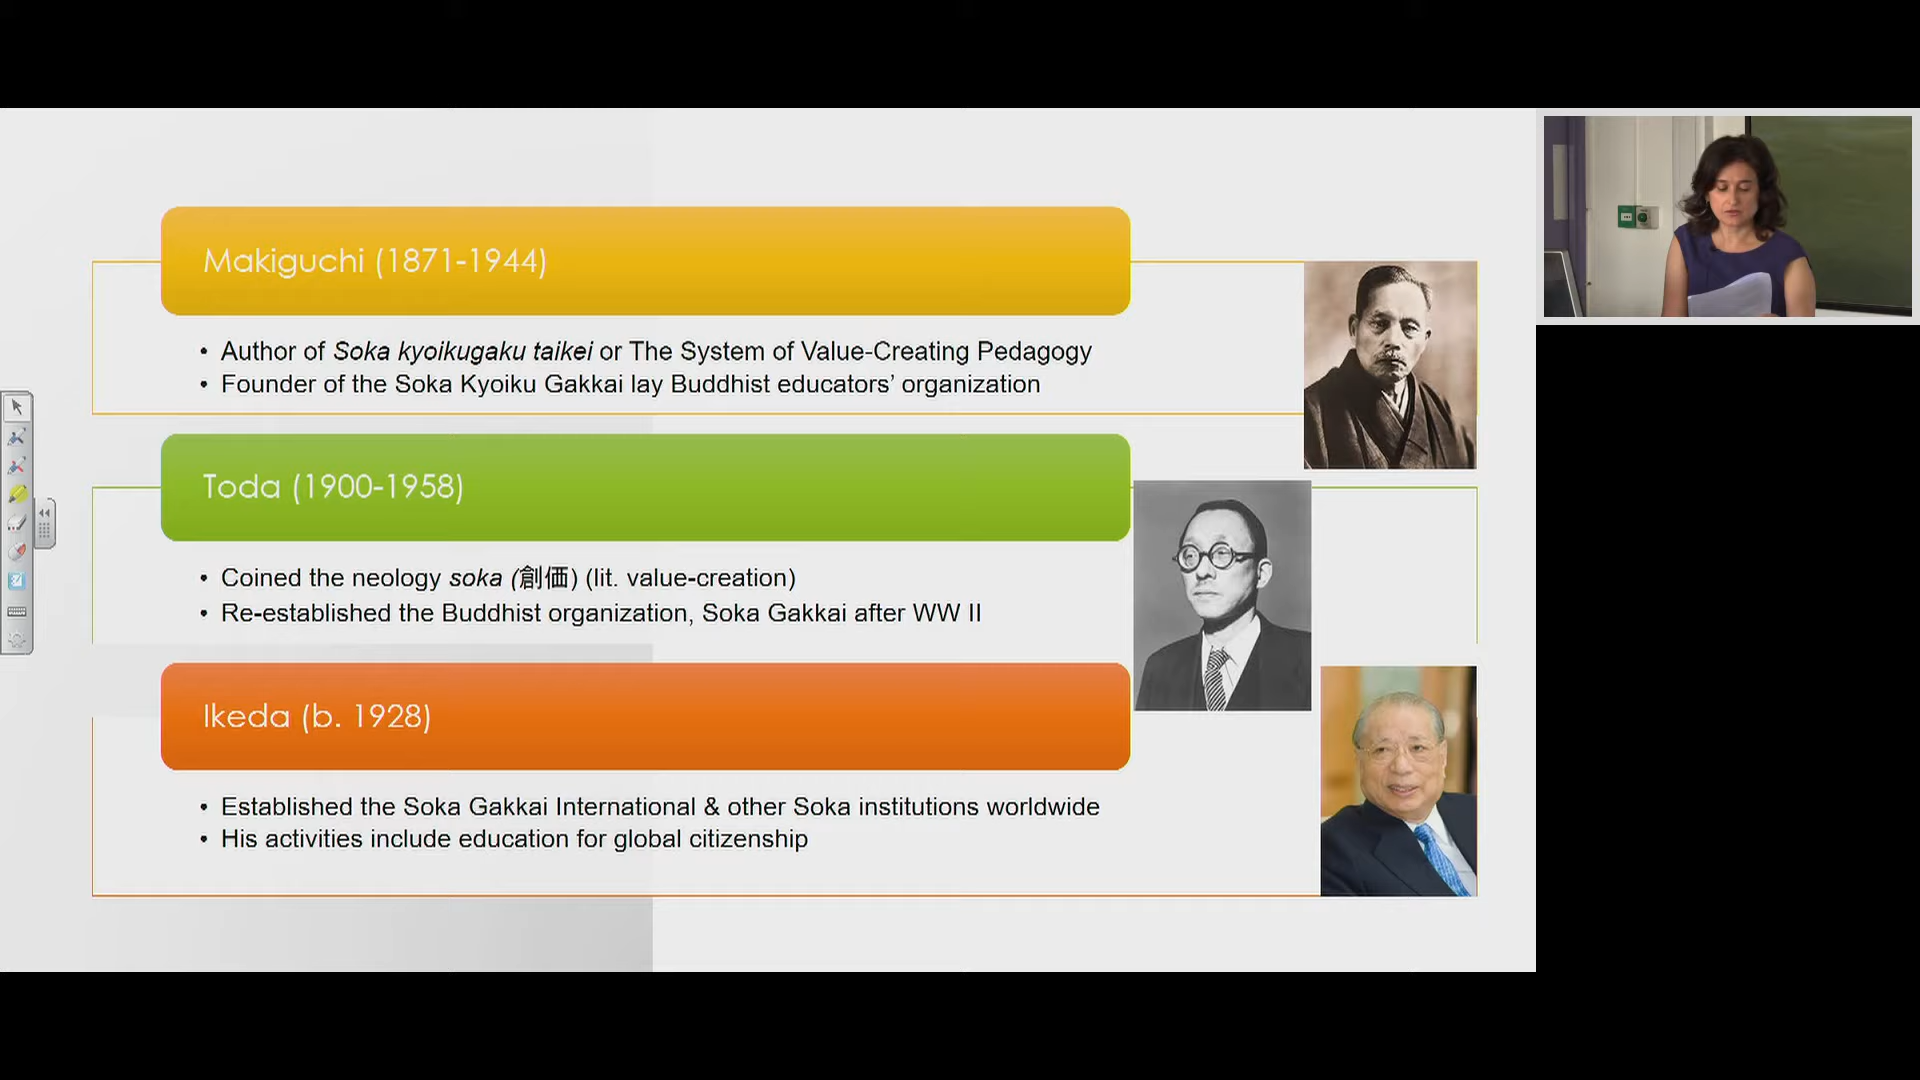 Makiguchi (1871-1944)
• Author of Soka kyoikugaku taikei or The System of Value-Creating Pedagogy
• Founder of the Soka Kyoiku Gakkai lay Buddhist educators’ organization
Toda (1900-1958)
• Coined the neology soka (創価) (lit. value-creation)
• Re-established the Buddhist organization, Soka Gakkai after WW II
Ikeda (b. 1928)
• Established the Soka Gakkai International & other Soka institutions worldwide
• His activities include education for global citizenship